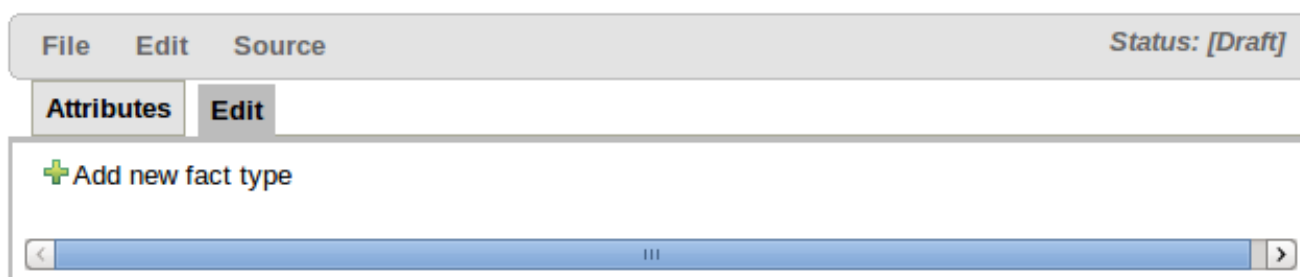 File Edit Source Status: [Draft]
Attributes Edit
Add new fact type